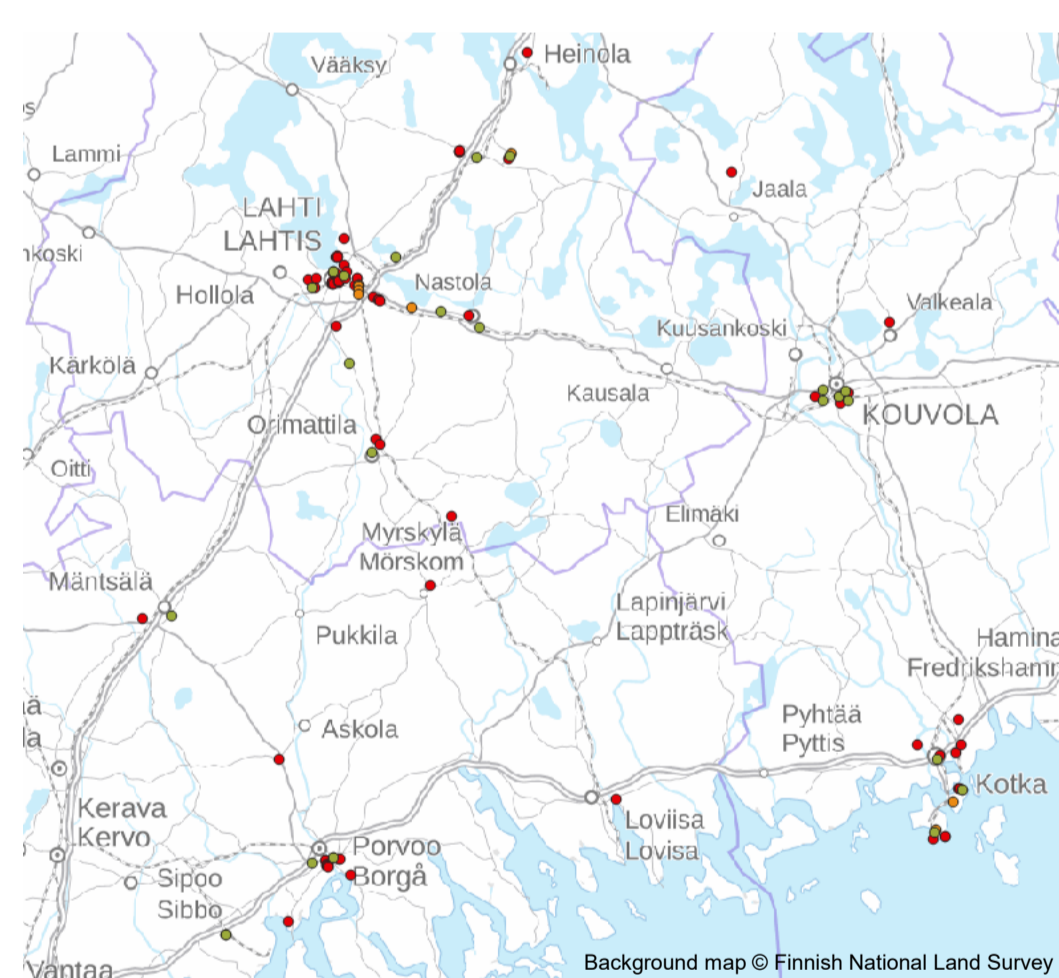 Heinola
Vääksy
Lammi
Jaala
LAHTI
LAHTIS
nkoski
Nastola
Hollola
Valkeala
Kuusankoski
Kärkölä
Kausala
KOUVOLA
Orimattila
Oitti
Elimäki
Myrskylä
Mörskom
Mäntsälä
Lapinjärvi
Lappträsk
Pukkila
Hamina
Fredrikshamn
Pyhtää
Pyttis
Askola
Kotka
Kerava
Kervo
Loviisa
Lovisa
Porvoo
Borgå
Sipoo
Sibbo
Vantaa
Background map © Finnish National Land Survey